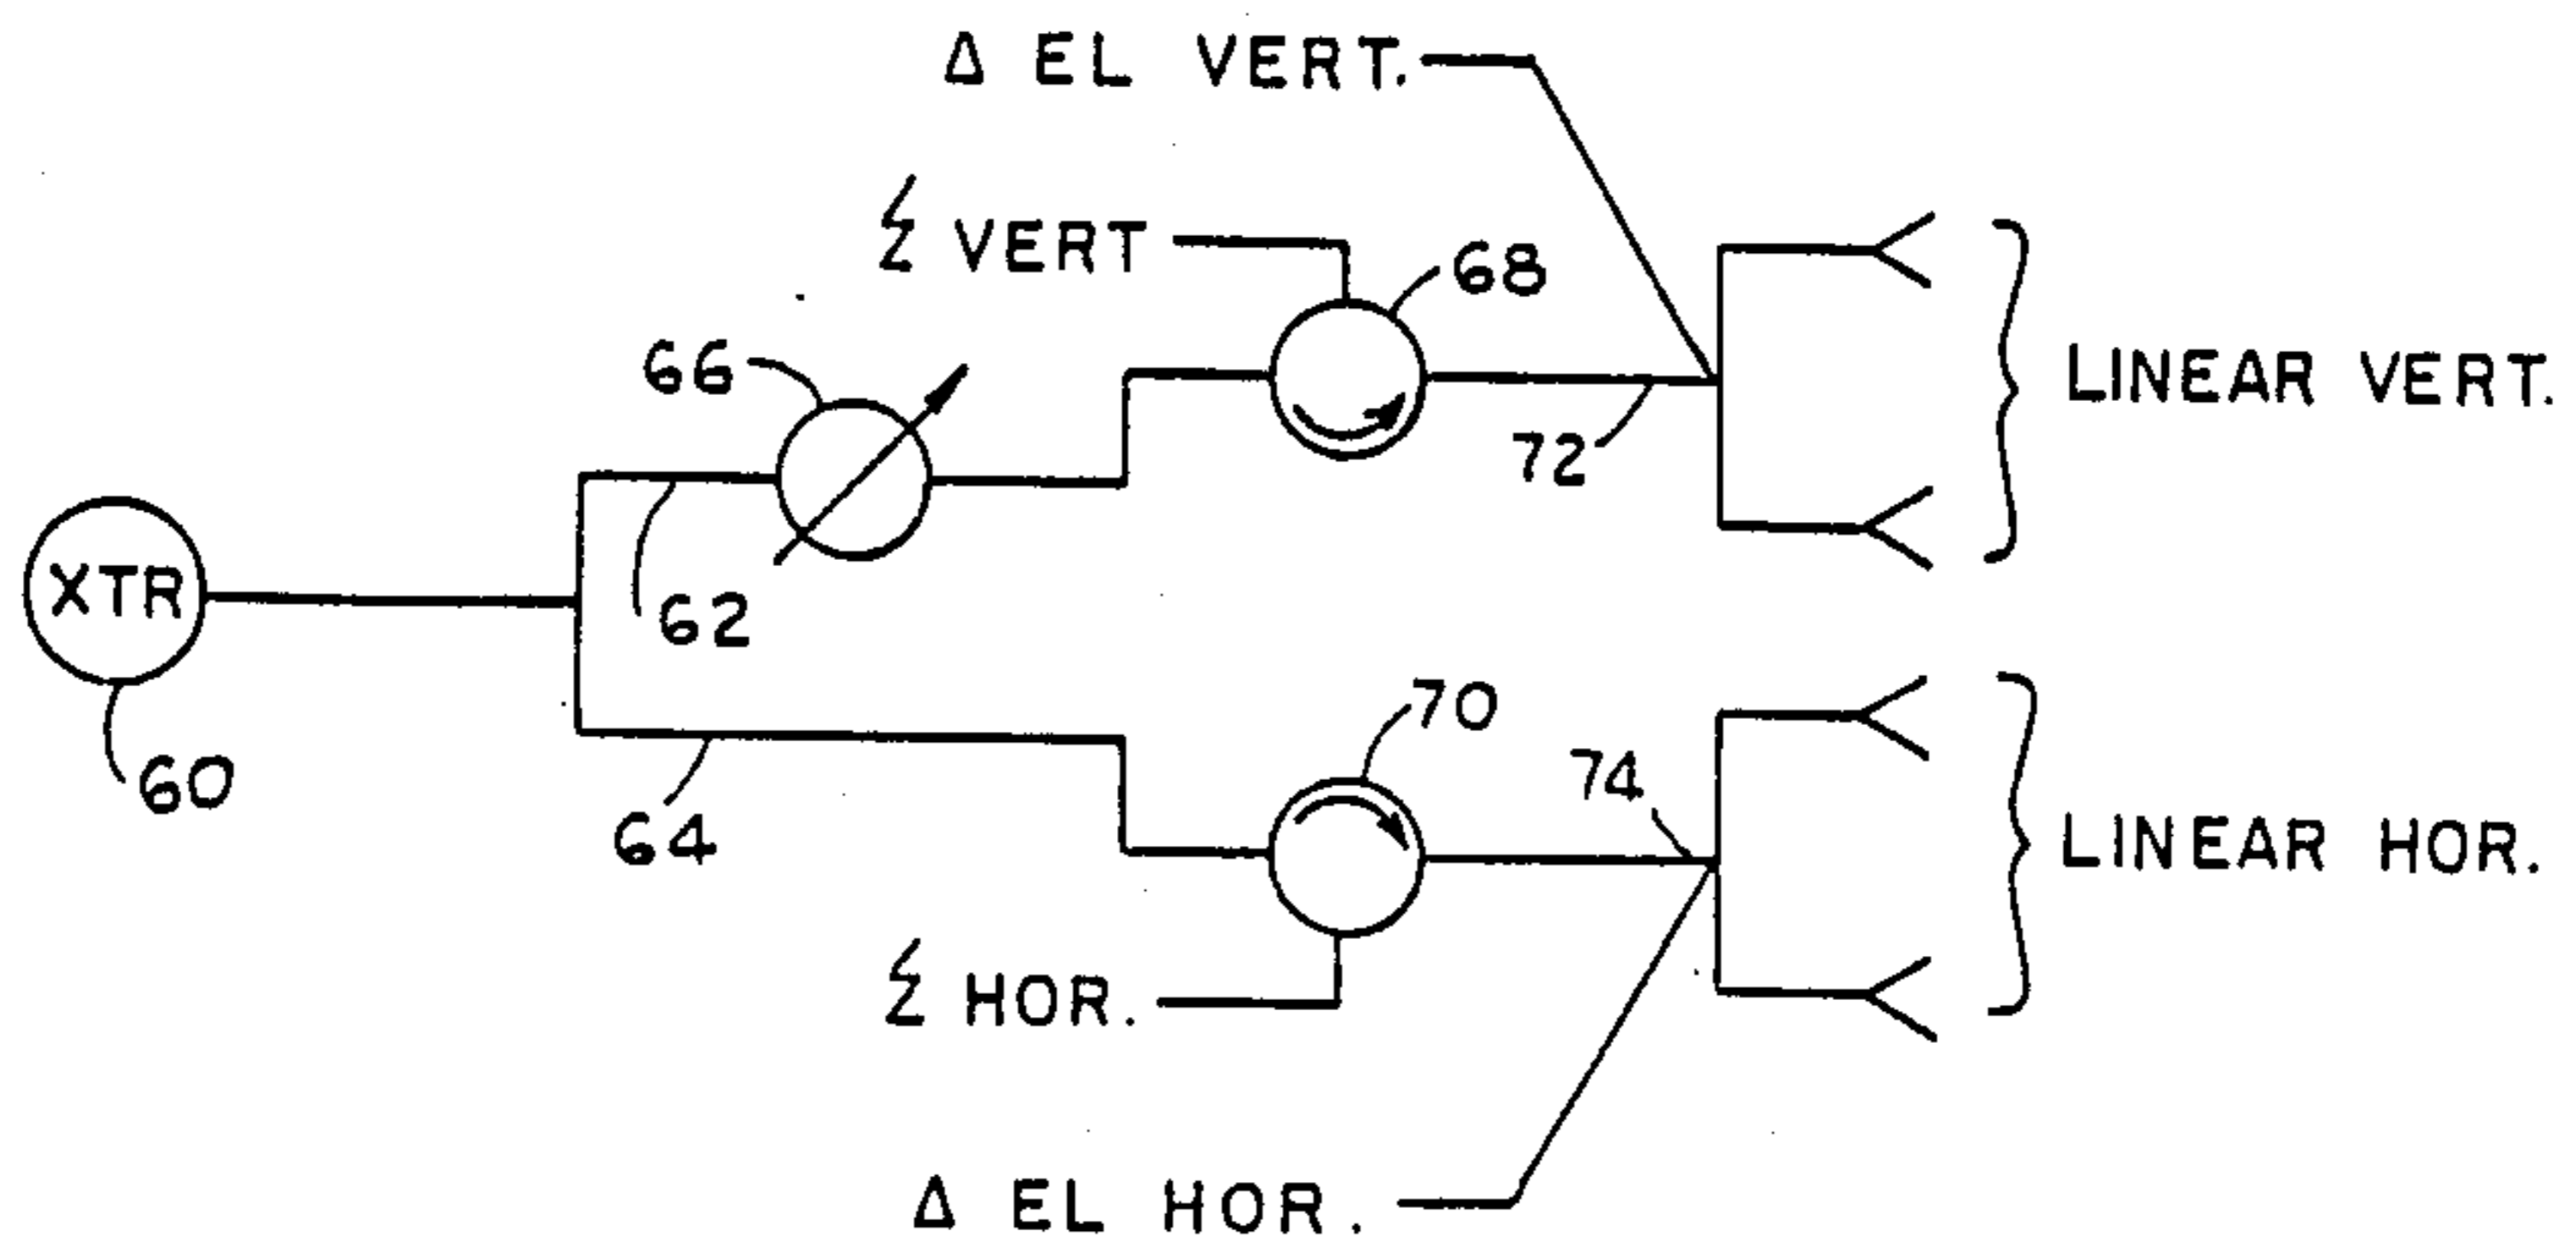 Δ EL VERT.
Σ VERT
68
66
LINEAR VERT.
72
XTR
62
70
74
60
64
LINEAR HOR.
Σ HOR.
Δ EL HOR.